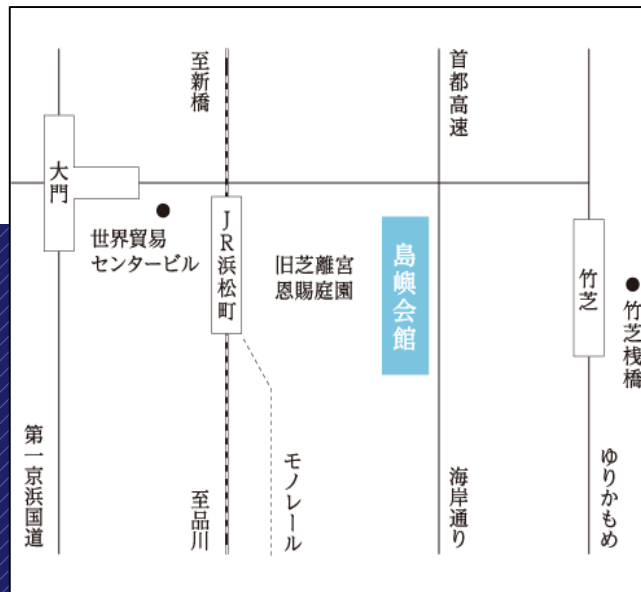 至新橋
首都高速
大門
世界貿易
センタービル
JR浜松町
旧芝離宮
恩賜庭園
島嶼会館
竹芝
竹芝桟橋
第一京浜国道
至品川
モノレール
海岸通り
ゆりかもめ